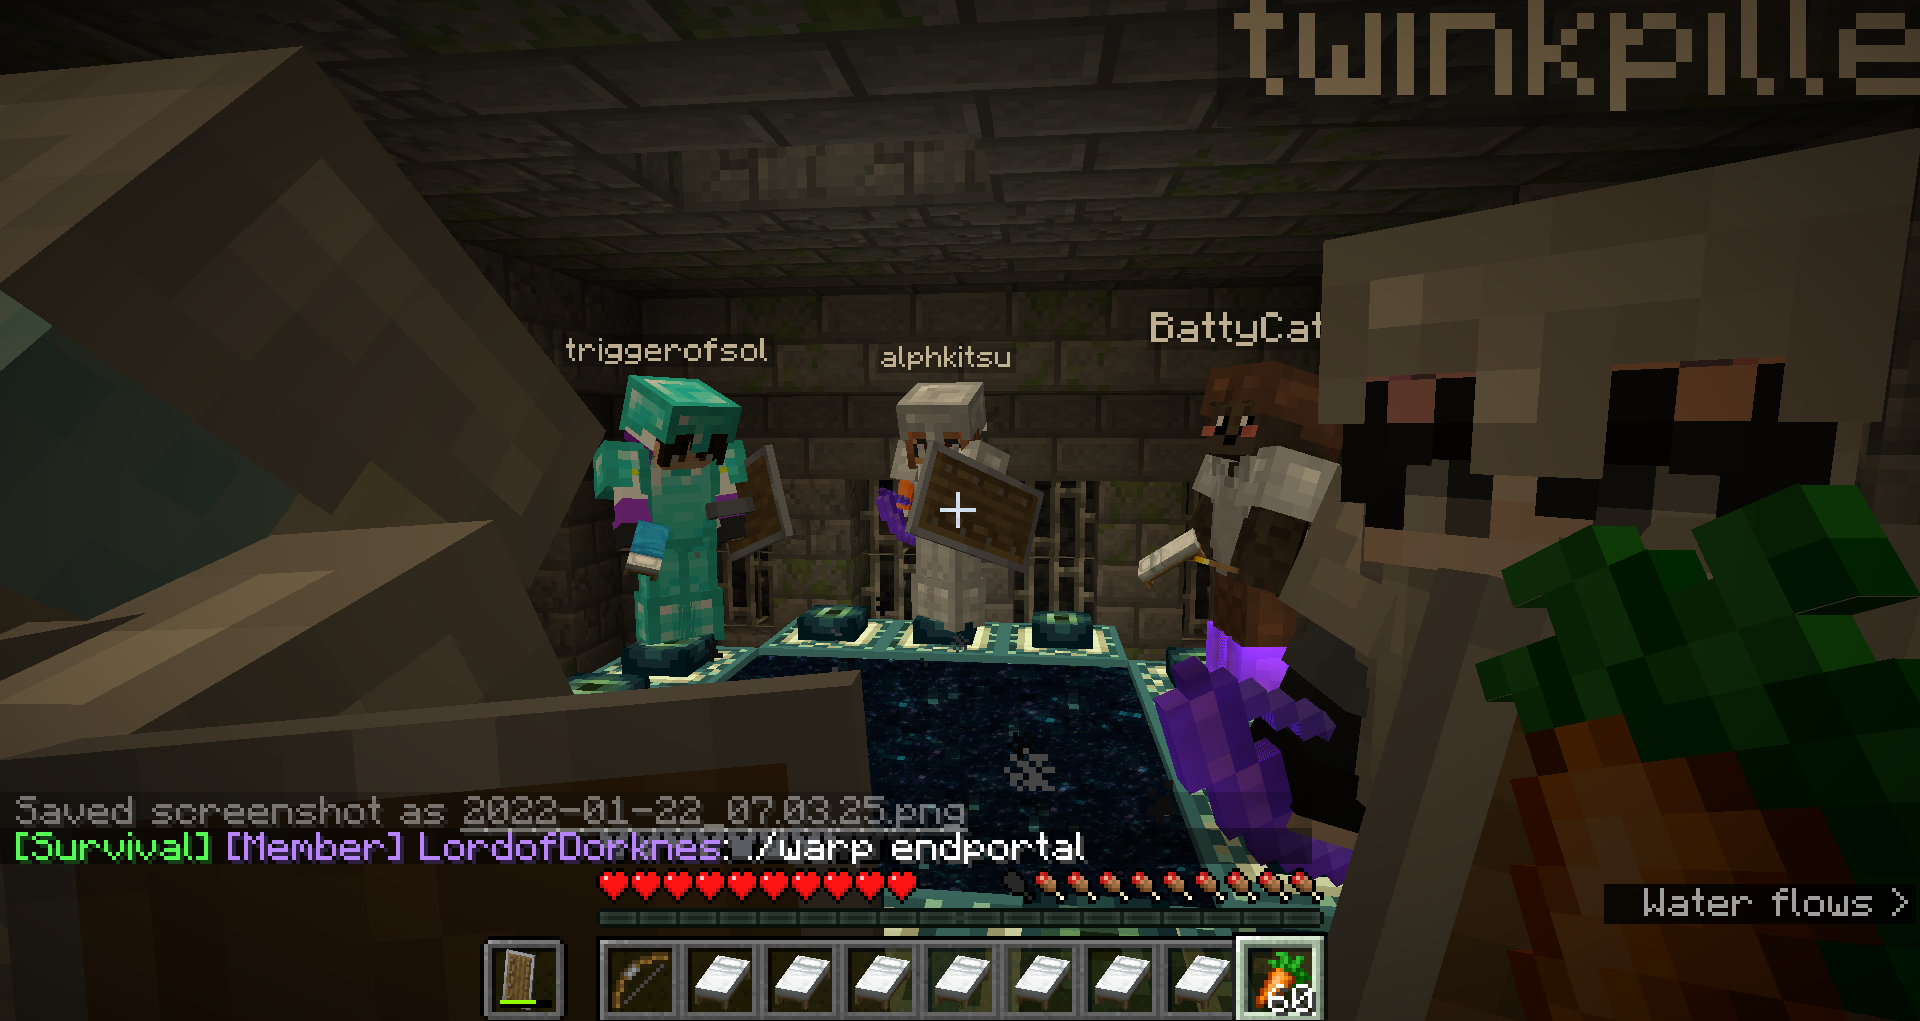 twinkpille
triggerofsol
alphkitsu
BattyCat
Saved screenshot as 2022-01-22_07.03.25.png
[Survival] [Member] LordofDorknes: /warp endportal
Water flows >
60